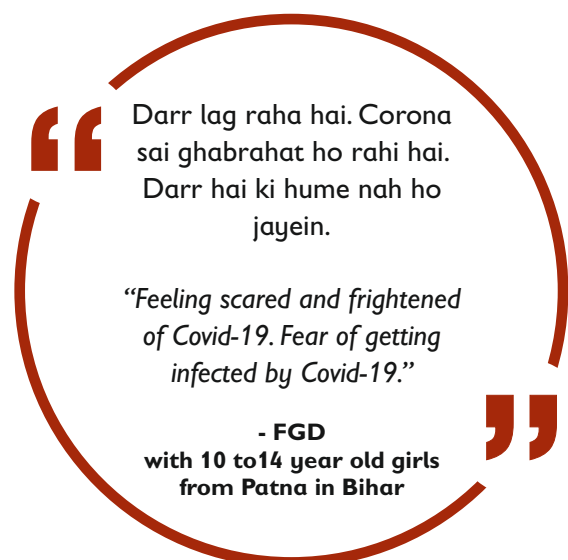 Darr lag raha hai. Corona
sai ghabrahat ho rahi hai.
Darr hai ki hume nah ho
jayein.
“Feeling scared and frightened
of Covid-19. Fear of getting
infected by Covid-19.”
- FGD
with 10 to14 year old girls
from Patna in Bihar